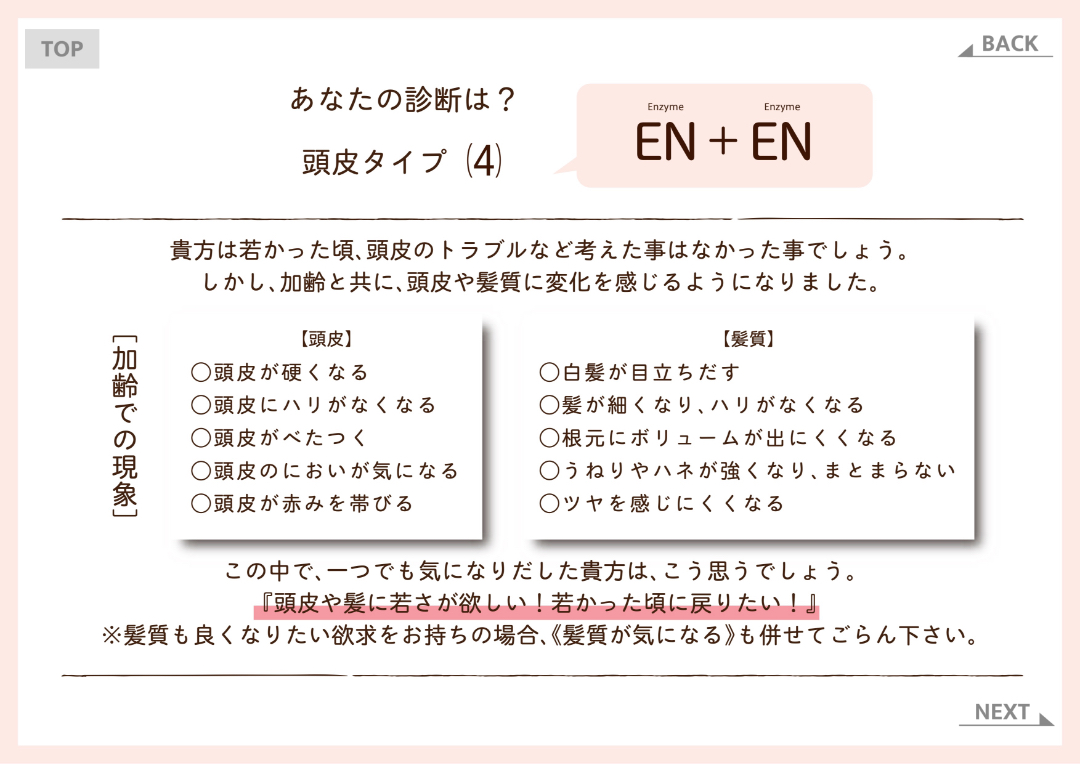 TOP
BACK
あなたの診断は？
頭皮タイプ (4)
Enzyme Enzyme
EN + EN
貴方は若かった頃、頭皮のトラブルなど考えた事はなかった事でしょう。
しかし、加齢と共に、頭皮や髪質に変化を感じるようになりました。
[加齢での現象]
【頭皮】
○頭皮が硬くなる
○頭皮にハリがなくなる
○頭皮がべたつく
○頭皮のにおいが気になる
○頭皮が赤みを帯びる
【髪質】
○白髪が目立ちだす
○髪が細くなり、ハリがなくなる
○根元にボリュームが出にくくなる
○うねりやハネが強くなり、まとまらない
○ツヤを感じにくくなる
この中で、一つでも気になりだした貴方は、こう思うでしょう。
『頭皮や髪に若さが欲しい！若かった頃に戻りたい！』
※髪質も良くなりたい欲求をお持ちの場合、《髪質が気になる》も併せてごらん下さい。
NEXT